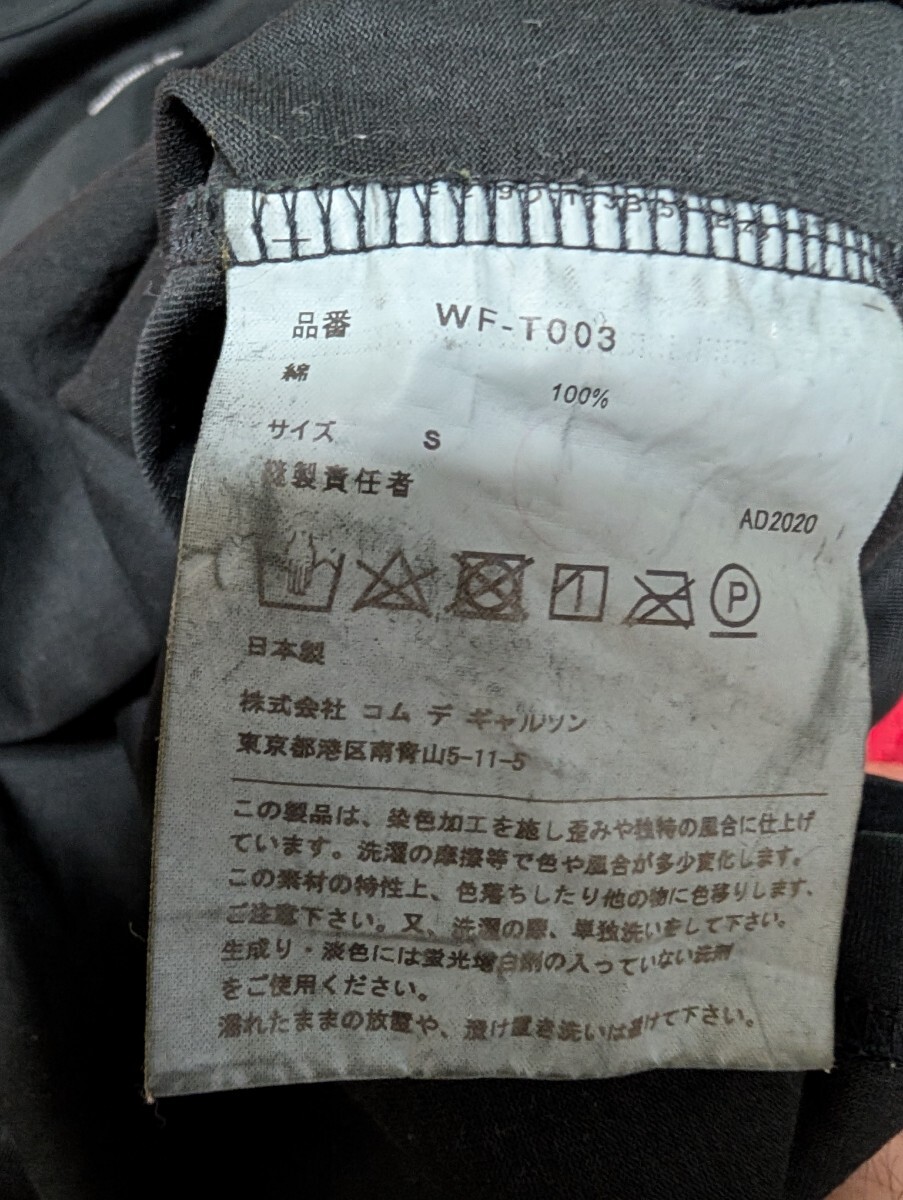 品番 WF-T003
綿 100%
サイズ S
縫製責任者
AD2020
P
日本製
株式会社 コム デ ギャルソン
東京都港区南青山5-11-5
この製品は、染色加工を施し歪みや独特の風合に仕上げ
ています。洗濯の摩擦等で色や風合が多少変化します。
この素材の特性上、色落ちしたり他の物に色移りします、
ご注意下さい。又、洗濯の際、単独洗いをして下さい。
生成り・淡色には蛍光増白剤の入っていない洗剤
をご使用ください。
濡れたままの放置や、漬け置き洗いは避けて下さい。